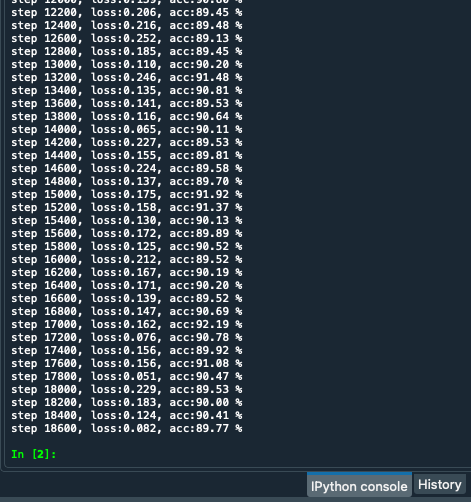 step 12200, loss:0.206, acc:89.45 %
step 12400, loss:0.216, acc:89.48 %
step 12600, loss:0.252, acc:89.13 %
step 12800, loss:0.185, acc:89.45 %
step 13000, loss:0.110, acc:90.20 %
step 13200, loss:0.246, acc:91.48 %
step 13400, loss:0.135, acc:90.81 %
step 13600, loss:0.141, acc:89.53 %
step 13800, loss:0.116, acc:90.64 %
step 14000, loss:0.065, acc:90.11 %
step 14200, loss:0.227, acc:89.53 %
step 14400, loss:0.155, acc:89.81 %
step 14600, loss:0.224, acc:89.58 %
step 14800, loss:0.137, acc:89.70 %
step 15000, loss:0.175, acc:91.92 %
step 15200, loss:0.158, acc:91.37 %
step 15400, loss:0.130, acc:90.13 %
step 15600, loss:0.172, acc:89.89 %
step 15800, loss:0.125, acc:90.52 %
step 16000, loss:0.212, acc:89.52 %
step 16200, loss:0.167, acc:90.19 %
step 16400, loss:0.171, acc:90.20 %
step 16600, loss:0.139, acc:89.52 %
step 16800, loss:0.147, acc:90.69 %
step 17000, loss:0.162, acc:92.19 %
step 17200, loss:0.076, acc:90.78 %
step 17400, loss:0.156, acc:89.92 %
step 17600, loss:0.156, acc:91.08 %
step 17800, loss:0.051, acc:90.47 %
step 18000, loss:0.229, acc:89.53 %
step 18200, loss:0.183, acc:90.00 %
step 18400, loss:0.124, acc:90.41 %
step 18600, loss:0.082, acc:89.77 %
In [2]:
IPython console
History